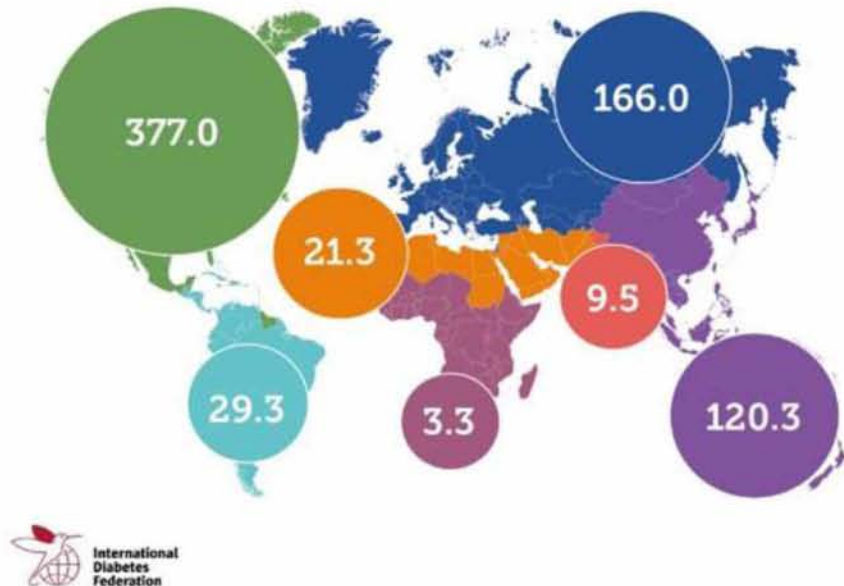 377.0
166.0
21.3
9.5
29.3
3.3
120.3
International
Diabetes
Federation